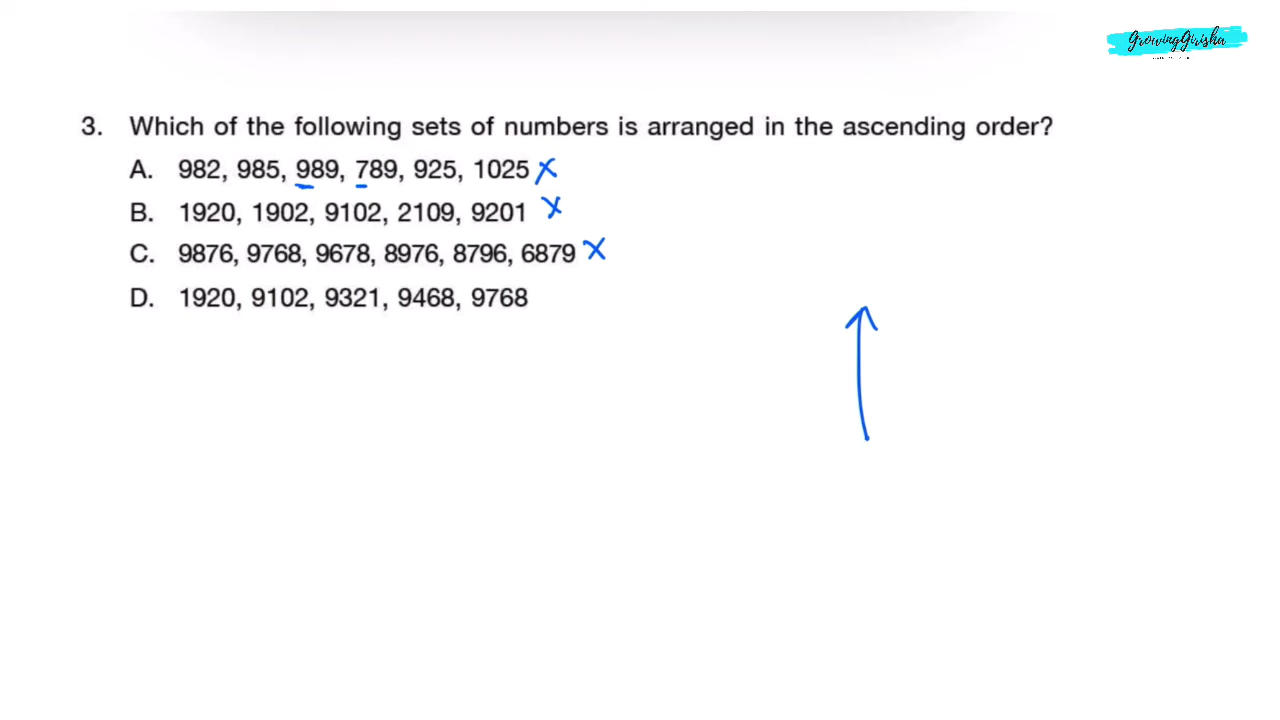 GrowingGirisha
3. Which of the following sets of numbers is arranged in the ascending order?
A. 982, 985, 989, 789, 925, 1025 X
B. 1920, 1902, 9102, 2109, 9201 X
C. 9876, 9768, 9678, 8976, 8796, 6879 X
D. 1920, 9102, 9321, 9468, 9768